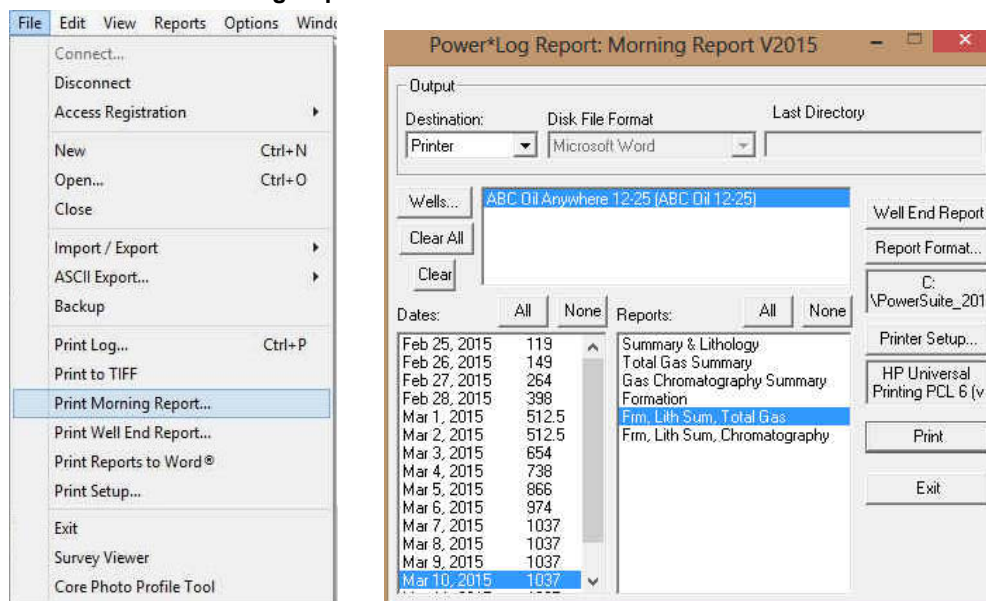 File Edit View Reports Options
Connect...
Disconnect
Access Registration
New Ctrl+N
Open... Ctrl+O
Close
Import / Export
ASCII Export...
Backup
Print Log... Ctrl+P
Print to TIFF
Print Morning Report...
Print Well End Report...
Print Reports to Word®
Print Setup...
Exit
Survey Viewer
Core Photo Profile Tool
Power*Log Report: Morning Report V2015
Output
Destination: Disk File Format Last Directory
Printer Microsoft Word
Wells... ABC Oil Anywhere 12-25 (ABC Oil 12-25)
Clear All
Clear
Well End Report
Report Format...
C:
\PowerSuite_201
Printer Setup...
HP Universal
Printing PCL 6 (v
Print
Exit
Dates: All None
Feb 25, 2015 119
Feb 26, 2015 149
Feb 27, 2015 264
Feb 28, 2015 398
Mar 1, 2015 512.5
Mar 2, 2015 512.5
Mar 3, 2015 654
Mar 4, 2015 738
Mar 5, 2015 866
Mar 6, 2015 974
Mar 7, 2015 1037
Mar 8, 2015 1037
Mar 9, 2015 1037
Mar 10, 2015 1037
Reports: All None
Summary & Lithology
Total Gas Summary
Gas Chromatography Summary
Formation
Frm, Lith Sum, Total Gas
Frm, Lith Sum, Chromatography